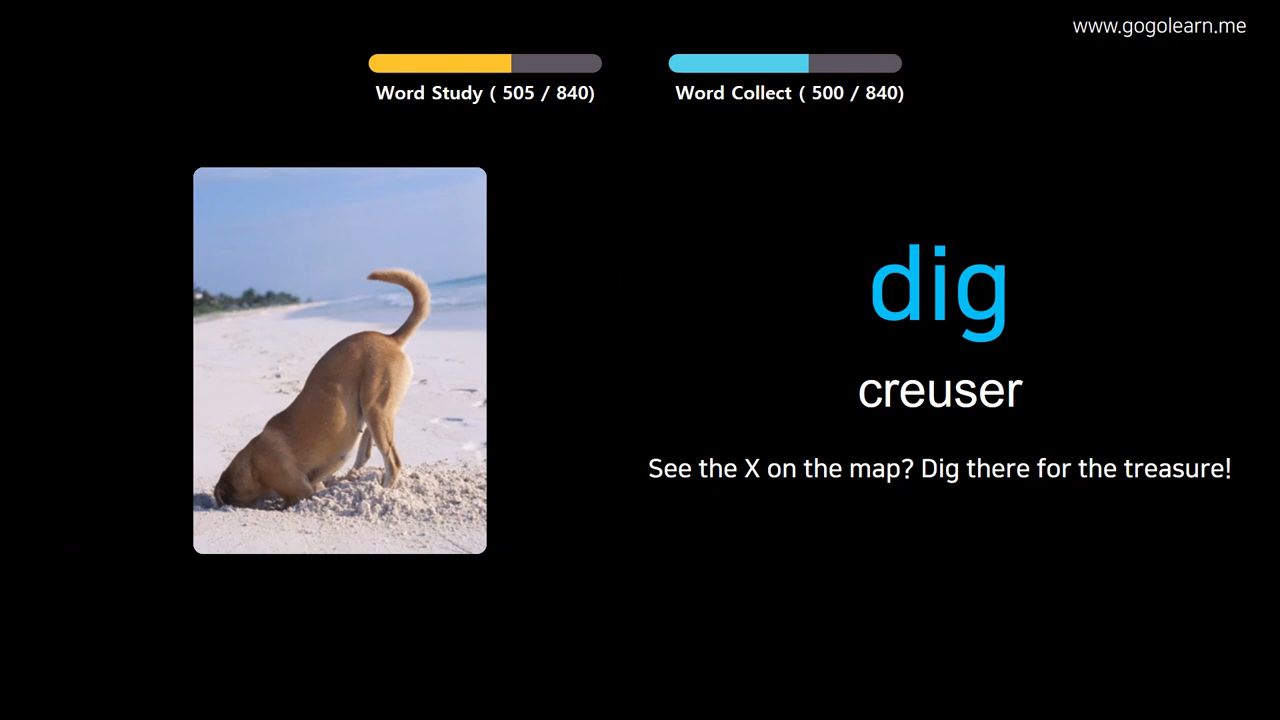 www.gogolearn.me
Word Study ( 505 / 840)
Word Collect ( 500 / 840)
dig
creuser
See the X on the map? Dig there for the treasure!